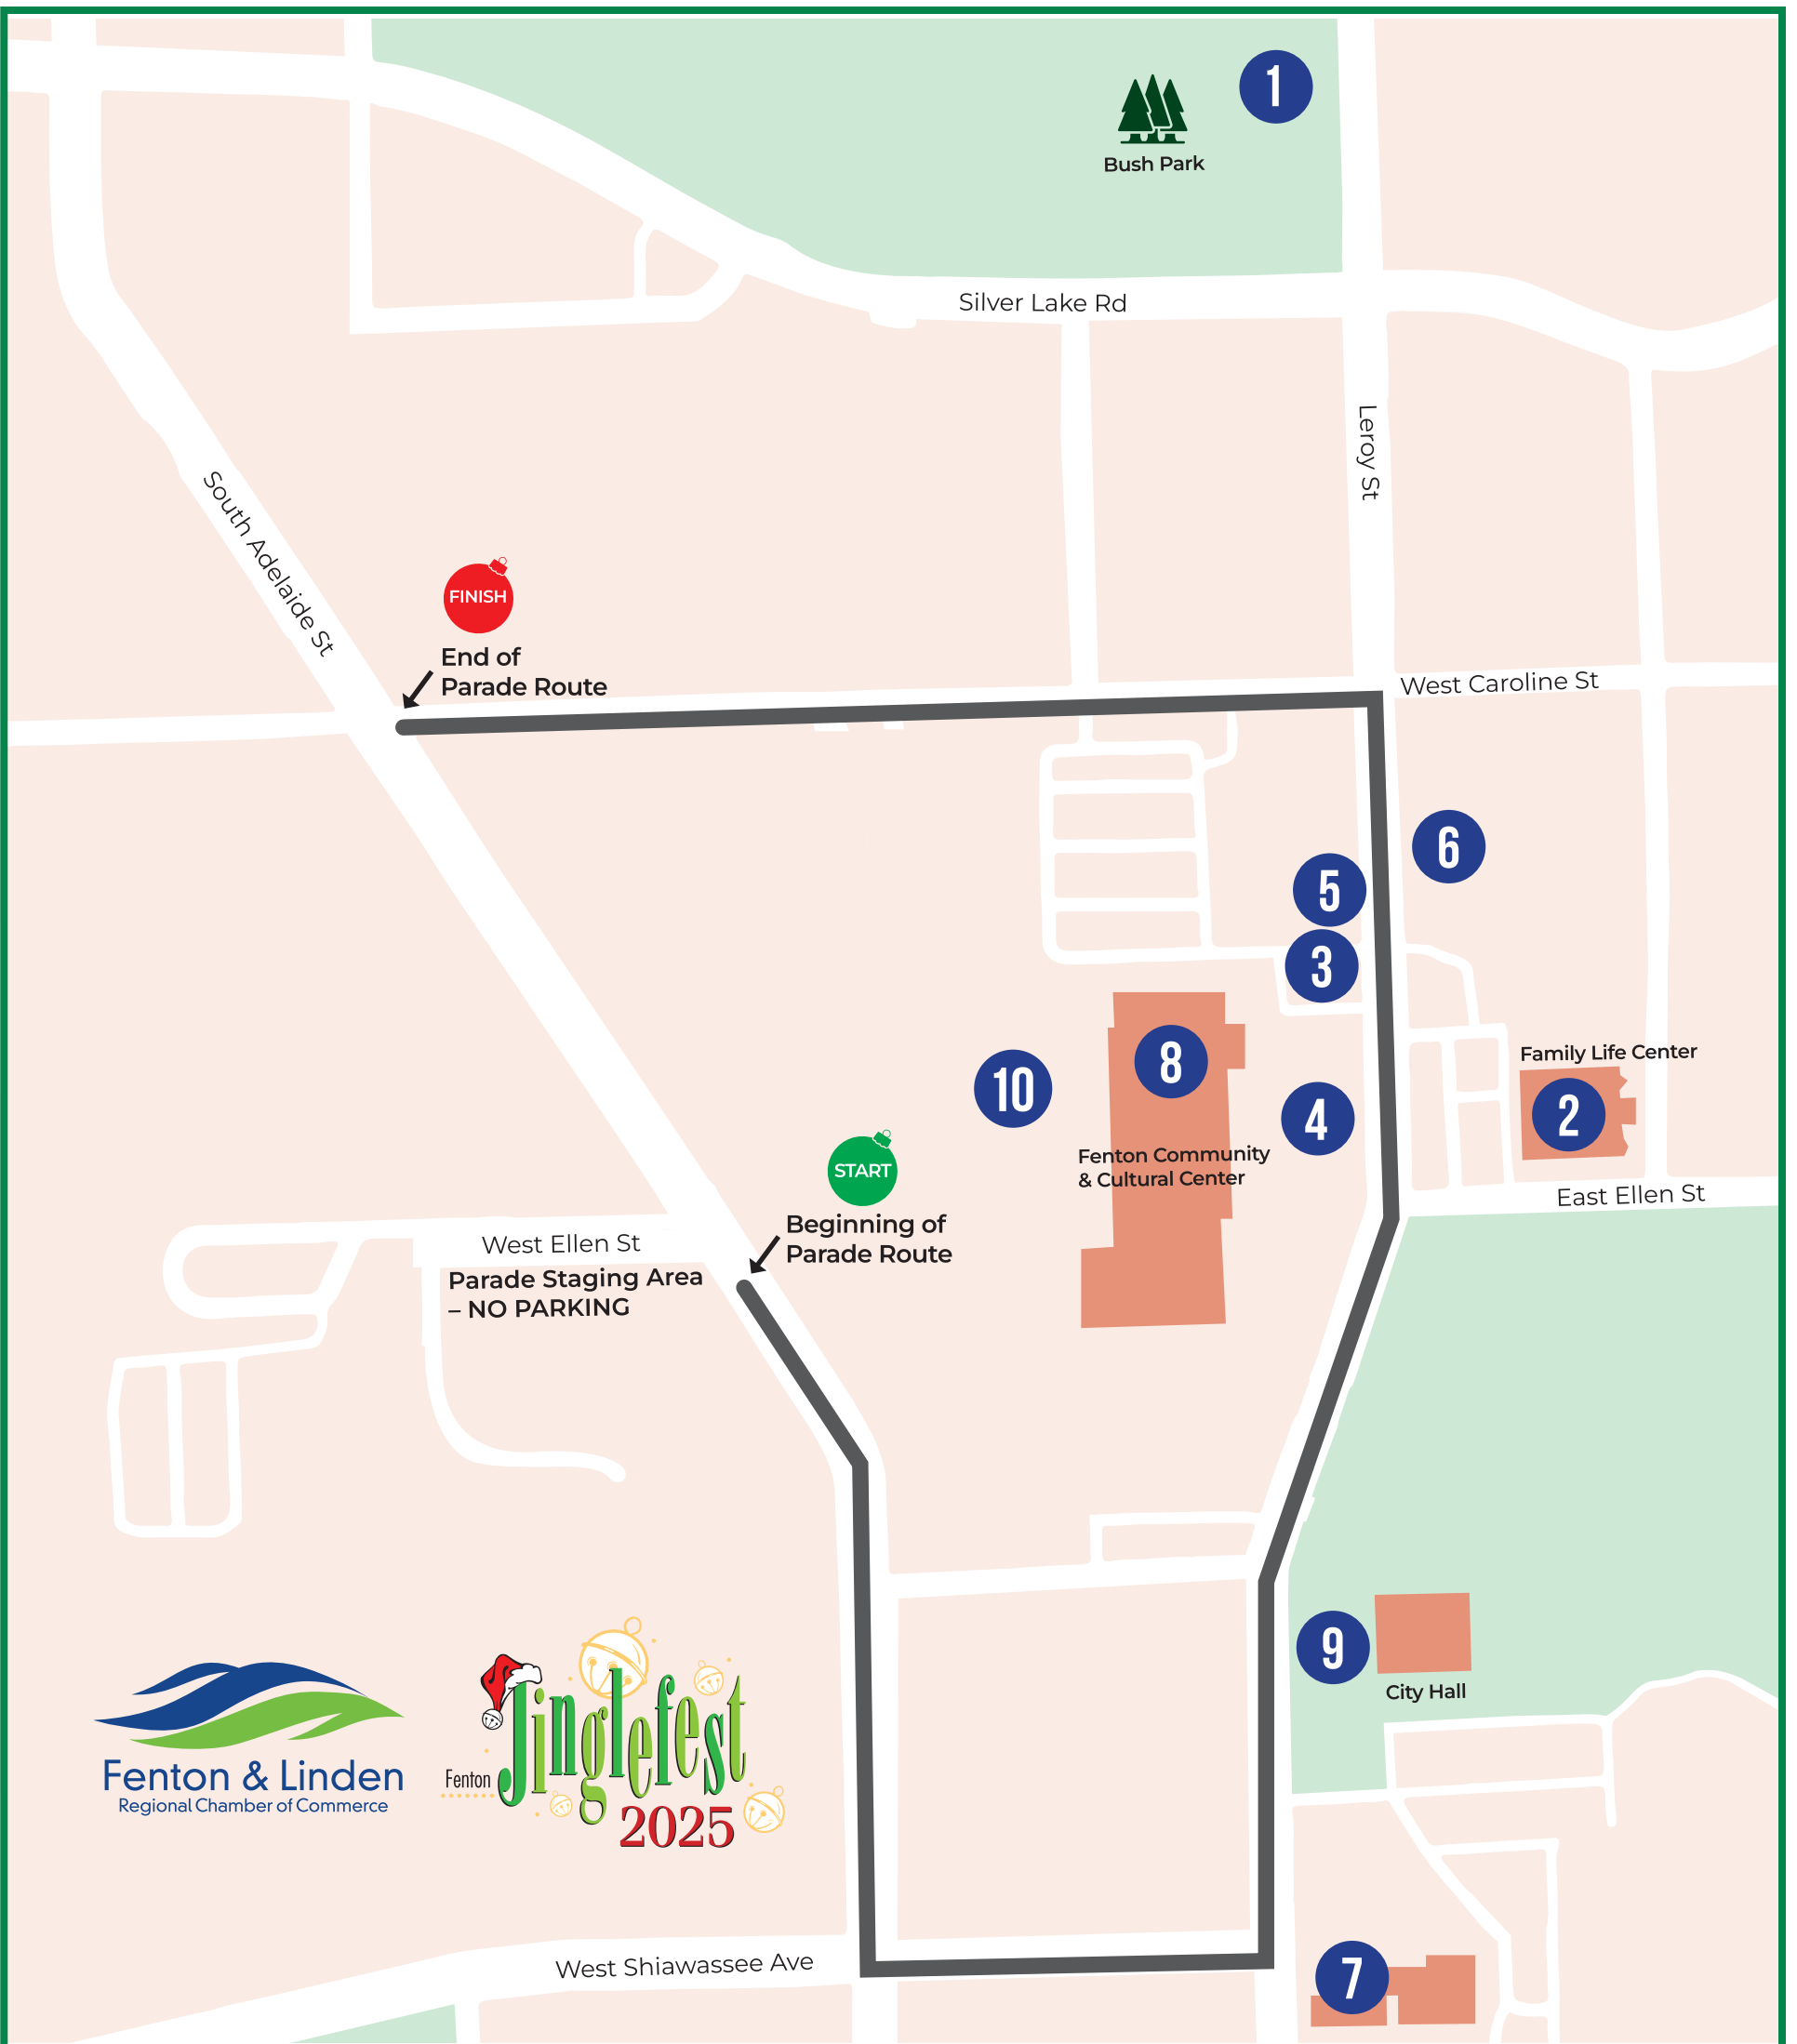 1
Bush Park
Silver Lake Rd
Leroy St
South Adelaide St
FINISH
End of
Parade Route
West Caroline St
6
5
3
10
8
4
Family Life Center
2
Fenton Community
& Cultural Center
START
Beginning of
Parade Route
East Ellen St
West Ellen St
Parade Staging Area
– NO PARKING
9
City Hall
Fenton & Linden
Regional Chamber of Commerce
Fenton Jinglefest
2025
West Shiawassee Ave
7